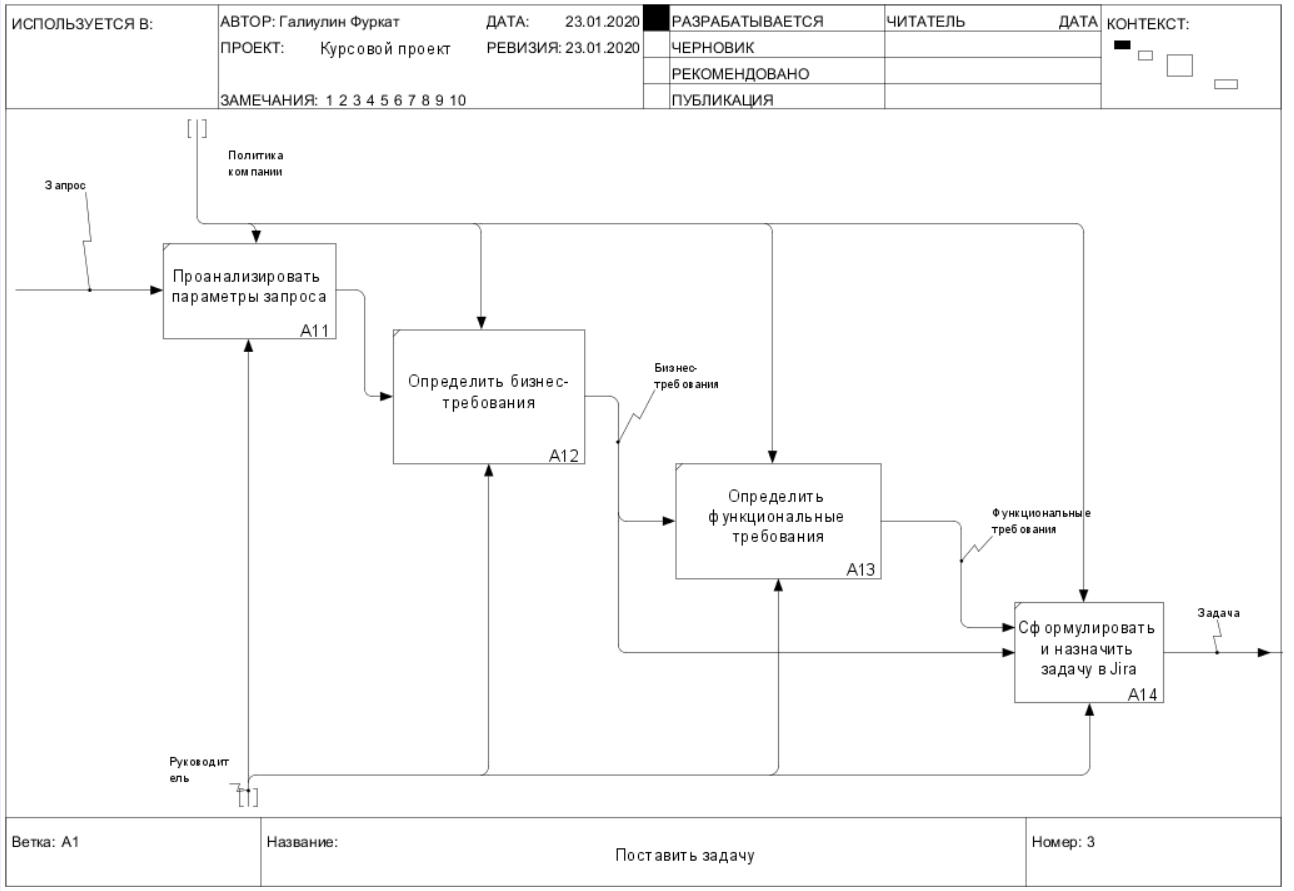 ИСПОЛЬЗУЕТСЯ В:
АВТОР: Галиулин Фуркат
ДАТА: 23.01.2020
ПРОЕКТ: Курсовой проект
РЕВИЗИЯ: 23.01.2020
ЗАМЕЧАНИЯ: 1 2 3 4 5 6 7 8 9 10
РАЗРАБАТЫВАЕТСЯ
ЧЕРНОВИК
РЕКОМЕНДОВАНО
ПУБЛИКАЦИЯ
ЧИТАТЕЛЬ
ДАТА
КОНТЕКСТ:
Политика
компании
Запрос
Проанализировать
параметры запроса
A11
Определить бизнес-
требования
A12
Бизнес-
требования
Определить
функциональные
требования
A13
Функциональные
требования
Сформулировать
и назначить
задачу в Jira
A14
Задача
Руководит
ель
Ветка: A1
Название:
Поставить задачу
Номер: 3